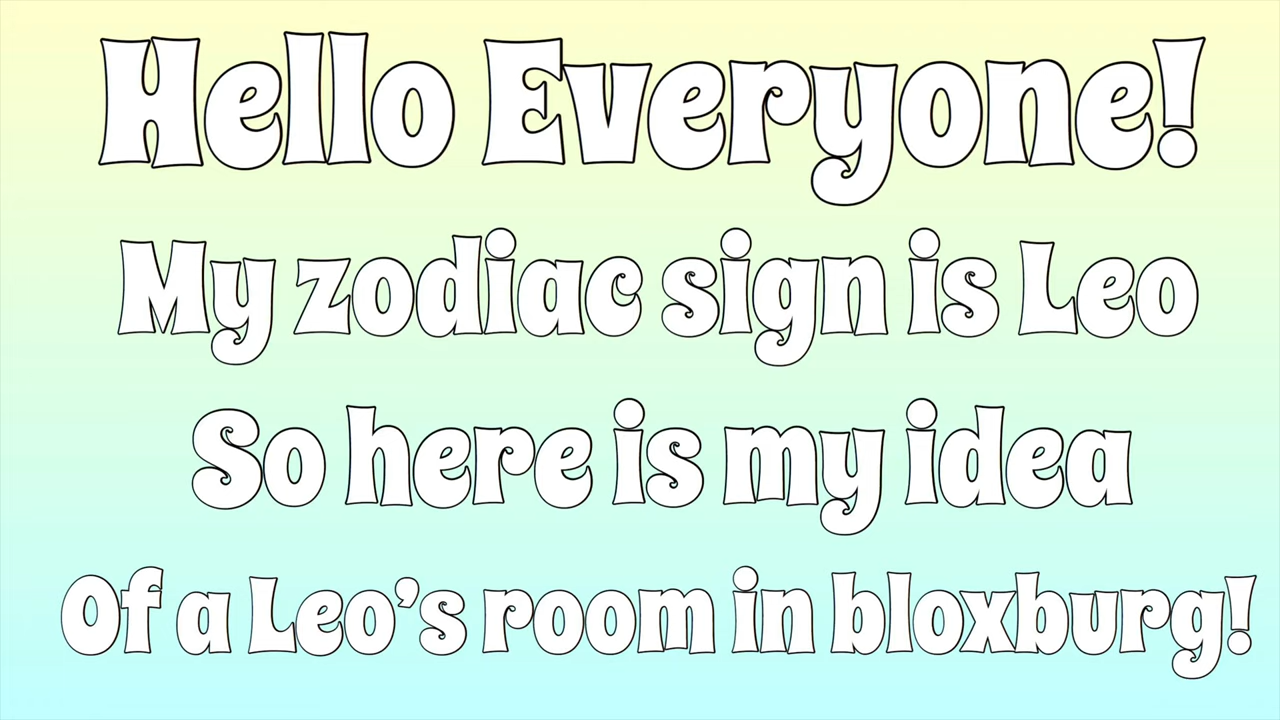 Hello Everyone!
My zodiac sign is Leo
So here is my idea
Of a Leo's room in bloxburg!